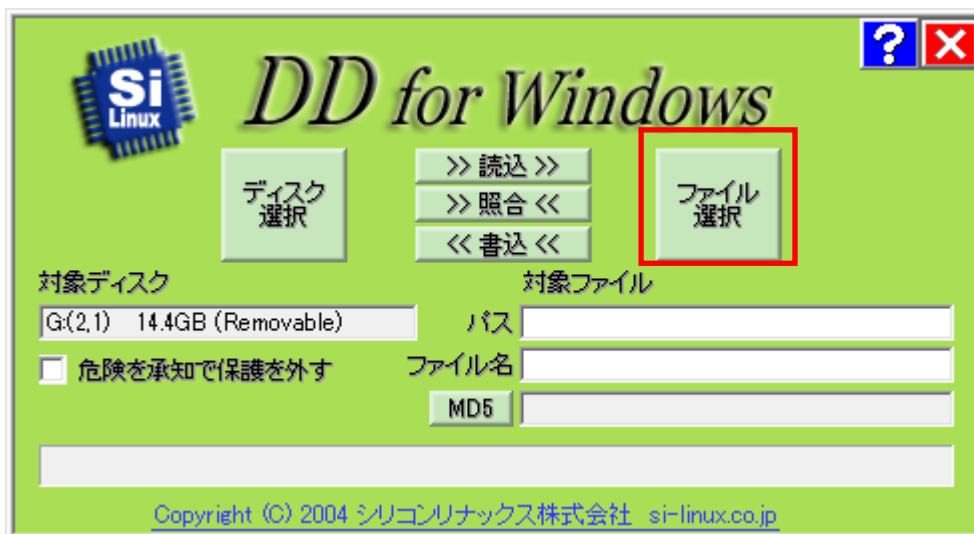 Si
Linux
DD for Windows
?
ディスク
選択
>> 読込 >>
>> 照合 <<
<< 書込 <<
ファイル
選択
対象ディスク
対象ファイル
G:(2,1) 14.4GB (Removable)
パス
危険を承知で保護を外す
ファイル名
MD5
Copyright (C) 2004 シリコンリナックス株式会社 si-linux.co.jp